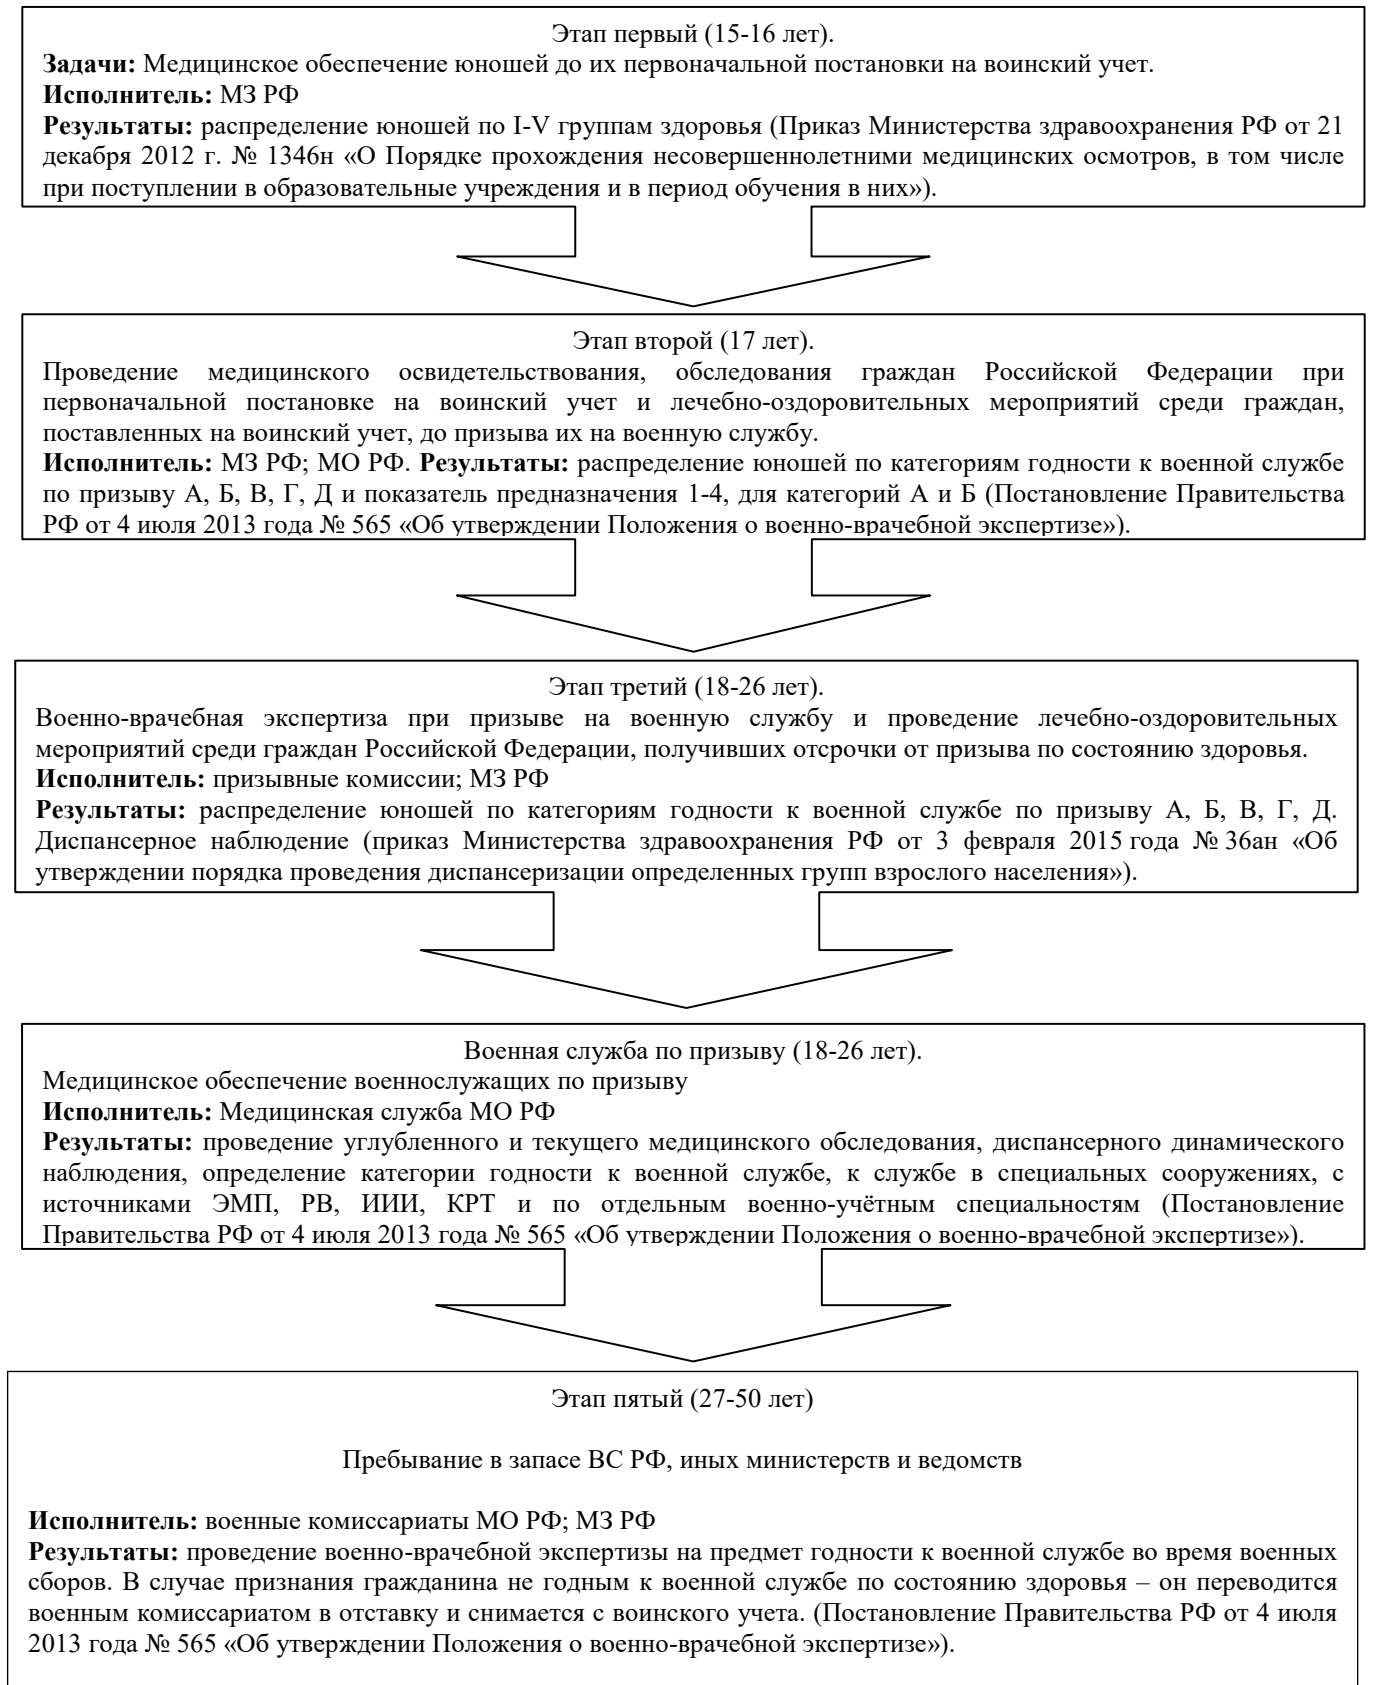 Этап первый (15-16 лет).
Задачи: Медицинское обеспечение юношей до их первоначальной постановки на воинский учет.
Исполнитель: МЗ РФ
Результаты: распределение юношей по I-V группам здоровья (Приказ Министерства здравоохранения РФ от 21
декабря 2012 г. № 1346н «О Порядке прохождения несовершеннолетними медицинских осмотров, в том числе
при поступлении в образовательные учреждения и в период обучения в них»).
Этап второй (17 лет).
Проведение медицинского освидетельствования, обследования граждан Российской Федерации при
первоначальной постановке на воинский учет и лечебно-оздоровительных мероприятий среди граждан,
поставленных на воинский учет, до призыва их на военную службу.
Исполнитель: МЗ РФ; МО РФ. Результаты: распределение юношей по категориям годности к военной службе
по призыву А, Б, В, Г, Д и показатель предназначения 1-4, для категорий А и Б (Постановление Правительства
РФ от 4 июля 2013 года № 565 «Об утверждении Положения о военно-врачебной экспертизе»).
Этап третий (18-26 лет).
Военно-врачебная экспертиза при призыве на военную службу и проведение лечебно-оздоровительных
мероприятий среди граждан Российской Федерации, получивших отсрочки от призыва по состоянию здоровья.
Исполнитель: призывные комиссии; МЗ РФ
Результаты: распределение юношей по категориям годности к военной службе по призыву А, Б, В, Г, Д.
Диспансерное наблюдение (приказ Министерства здравоохранения РФ от 3 февраля 2015 года № 36ан «Об
утверждении порядка проведения диспансеризации определенных групп взрослого населения»).
Военная служба по призыву (18-26 лет).
Медицинское обеспечение военнослужащих по призыву
Исполнитель: Медицинская служба МО РФ
Результаты: проведение углубленного и текущего медицинского обследования, диспансерного динамического
наблюдения, определение категории годности к военной службе, к службе в специальных сооружениях, с
источниками ЭМП, РВ, ИИИ, КРТ и по отдельным военно-учётным специальностям (Постановление
Правительства РФ от 4 июля 2013 года № 565 «Об утверждении Положения о военно-врачебной экспертизе»).
Этап пятый (27-50 лет)
Пребывание в запасе ВС РФ, иных министерств и ведомств
Исполнитель: военные комиссариаты МО РФ; МЗ РФ
Результаты: проведение военно-врачебной экспертизы на предмет годности к военной службе во время военных
сборов. В случае признания гражданина не годным к военной службе по состоянию здоровья – он переводится
военным комиссариатом в отставку и снимается с воинского учета. (Постановление Правительства РФ от 4 июля
2013 года № 565 «Об утверждении Положения о военно-врачебной экспертизе»).